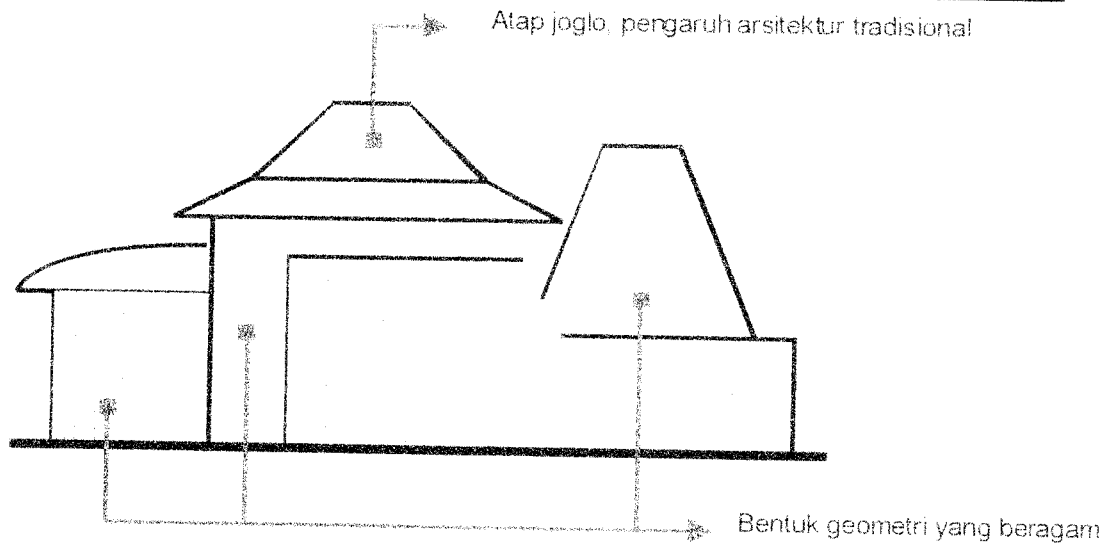 Atap joglo, pengaruh arsitektur tradisional
Bentuk geometri yang beragam